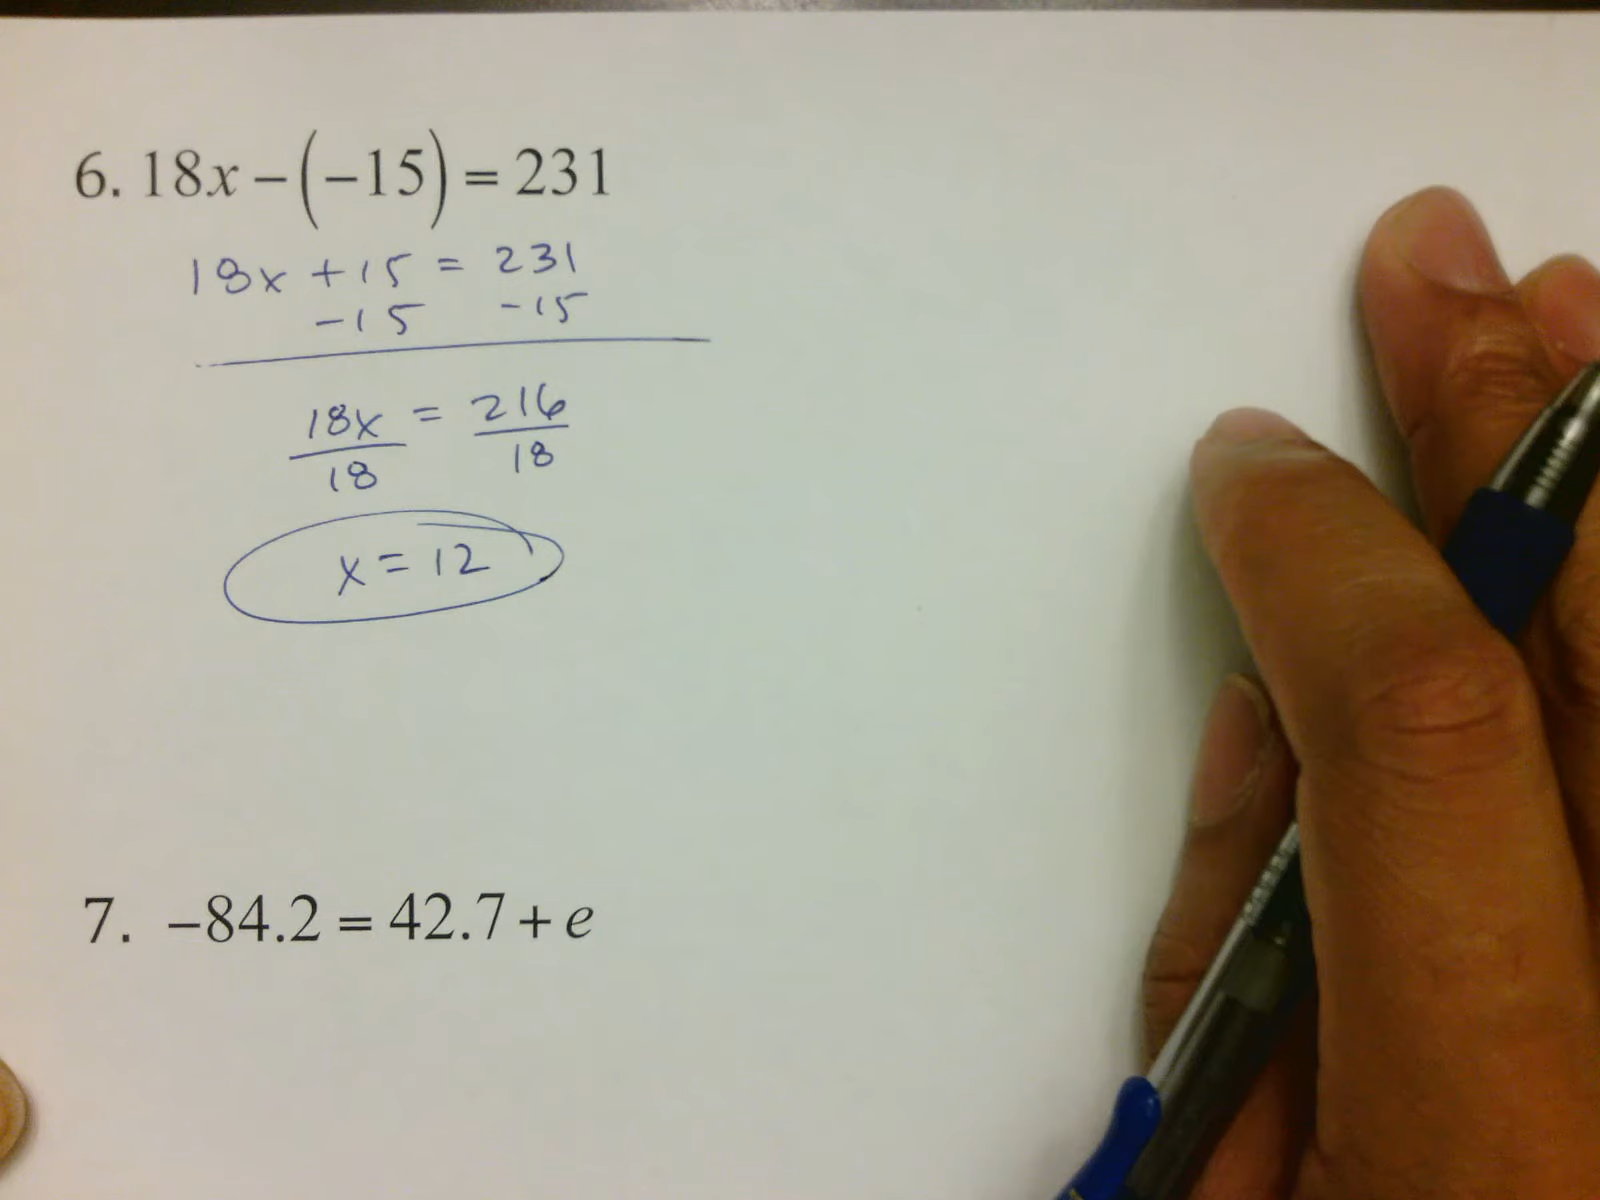 6. 18x − (−15) = 231
18x + 15 = 231
−15 −15
18x = 216
18 18
x = 12
7. −84.2 = 42.7 + e